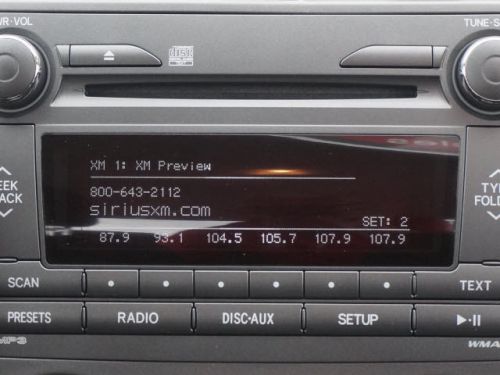 PWR·VOL
TUNE·S
XM 1: XM Preview
800-643-2112
siriusxm.com
SET: 2
87.9 93.1 104.5 105.7 107.9 107.9
EEK
ACK
TY
FOLD
SCAN
TEXT
PRESETS
RADIO
DISC·AUX
SETUP
MP3
WMA